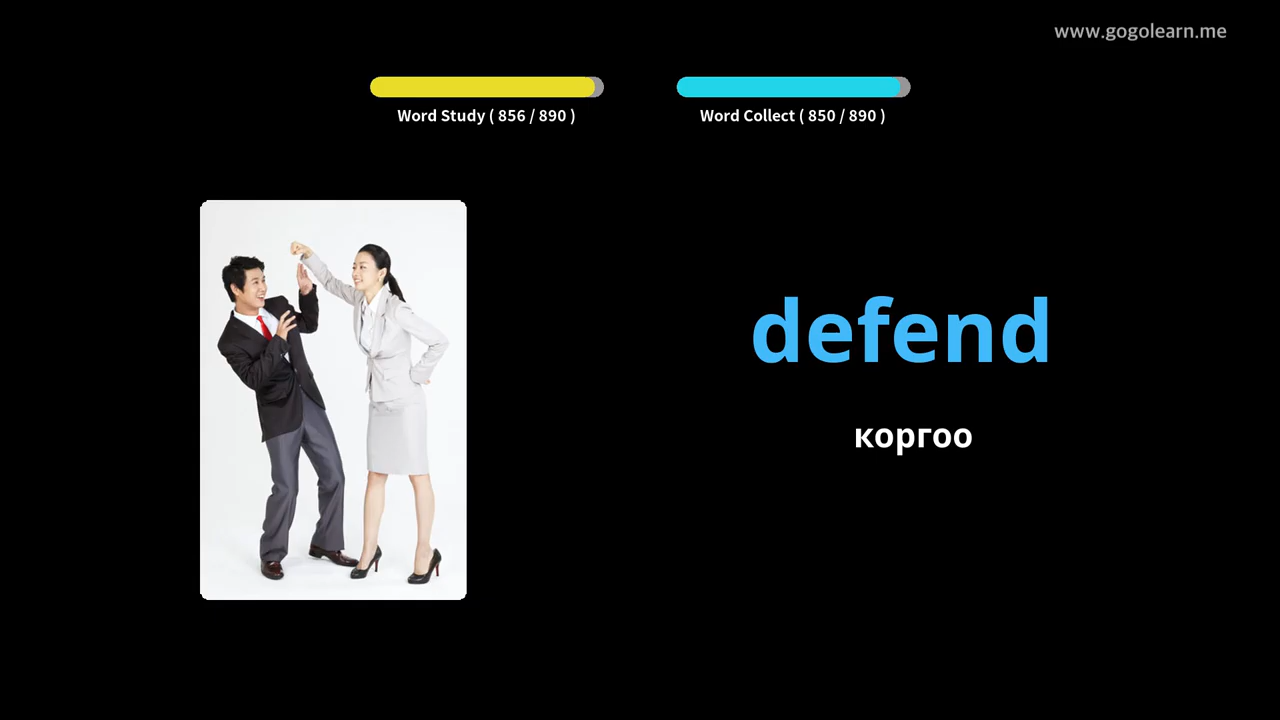 www.gogolearn.me
Word Study ( 856 / 890 )
Word Collect ( 850 / 890 )
defend
коргоо